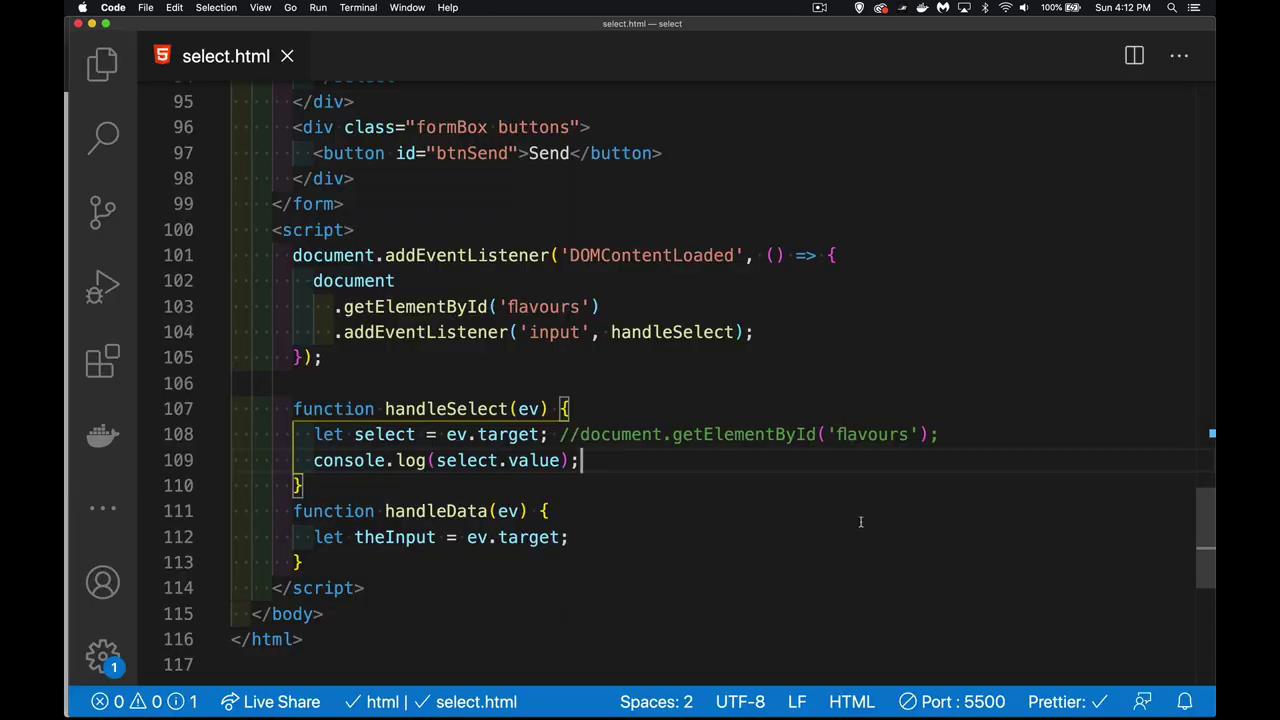 Code File Edit Selection View Go Run Terminal Window Help 100% Sun 4:12 PM
select.html — select
select.html
95 </div>
96 <div class="formBox buttons">
97 <button id="btnSend">Send</button>
98 </div>
99 </form>
100 <script>
101 document.addEventListener('DOMContentLoaded', () => {
102 document
103 .getElementById('flavours')
104 .addEventListener('input', handleSelect);
105 });
106
107 function handleSelect(ev) {
108 let select = ev.target; //document.getElementById('flavours');
109 console.log(select.value);
110 }
111 function handleData(ev) {
112 let theInput = ev.target;
113 }
114 </script>
115 </body>
116 </html>
117
1
0 0 1 Live Share html | select.html Spaces: 2 UTF-8 LF HTML Port : 5500 Prettier: